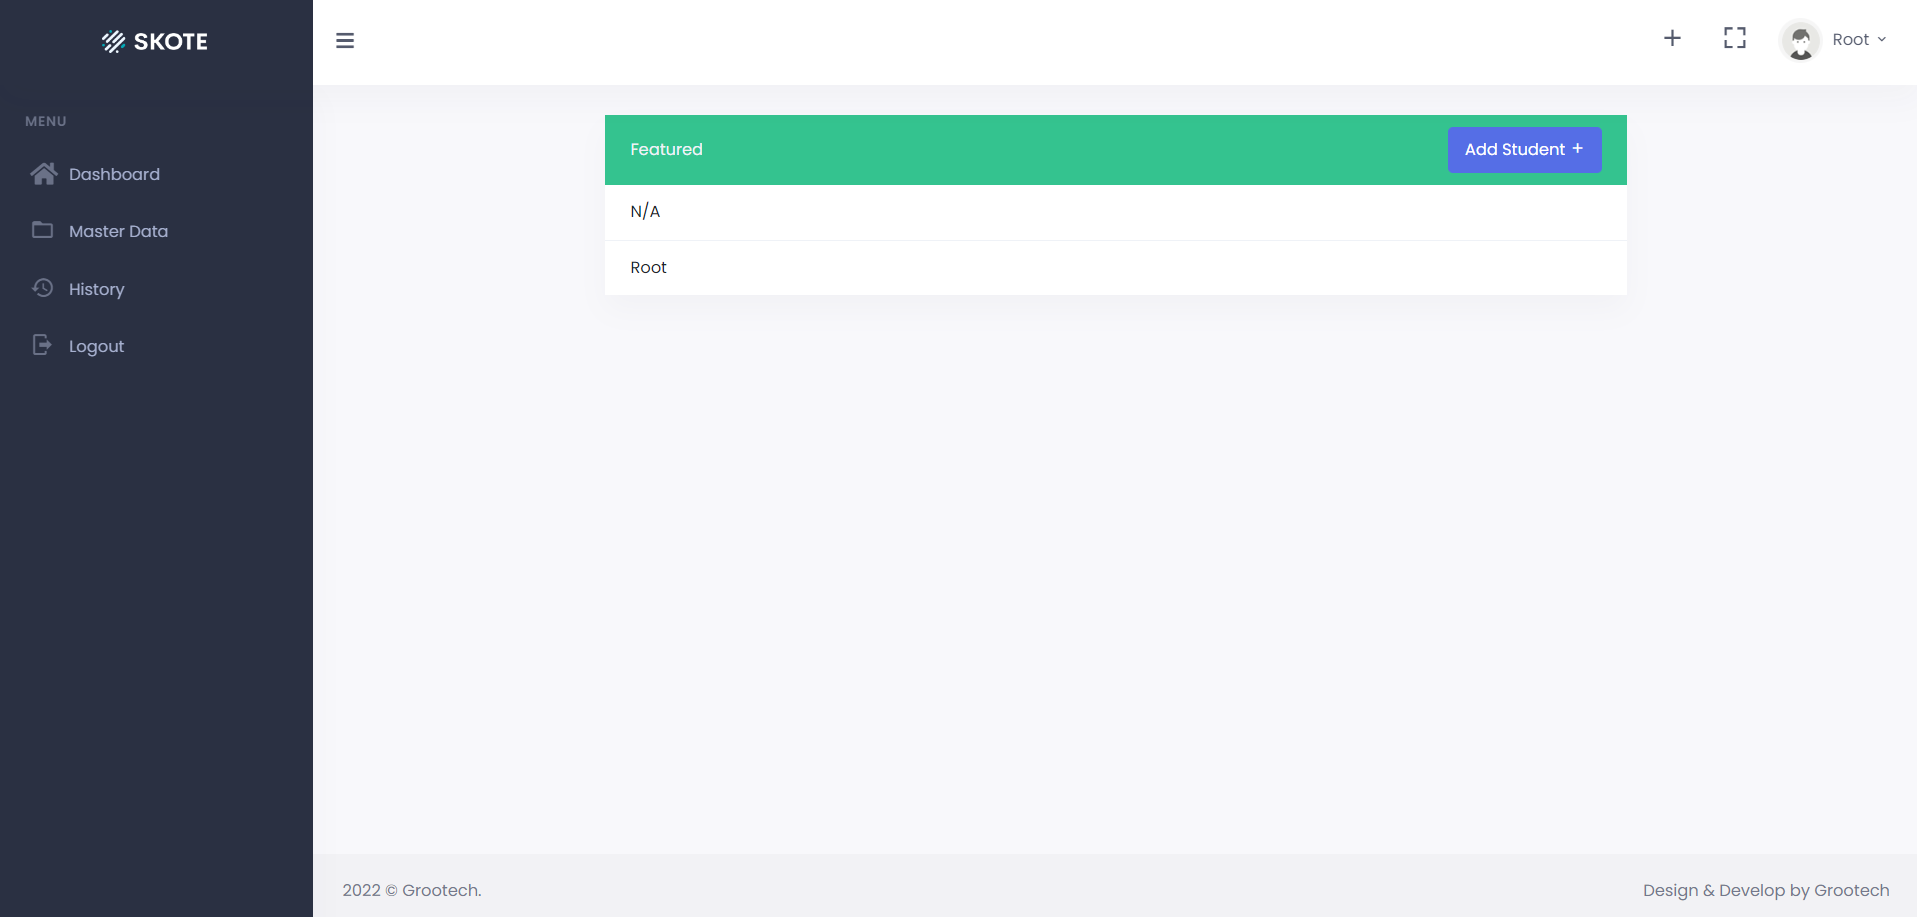 SKOTE
Root
MENU
Dashboard
Master Data
History
Logout
Featured
Add Student +
N/A
Root
2022 © Grootech.
Design & Develop by Grootech